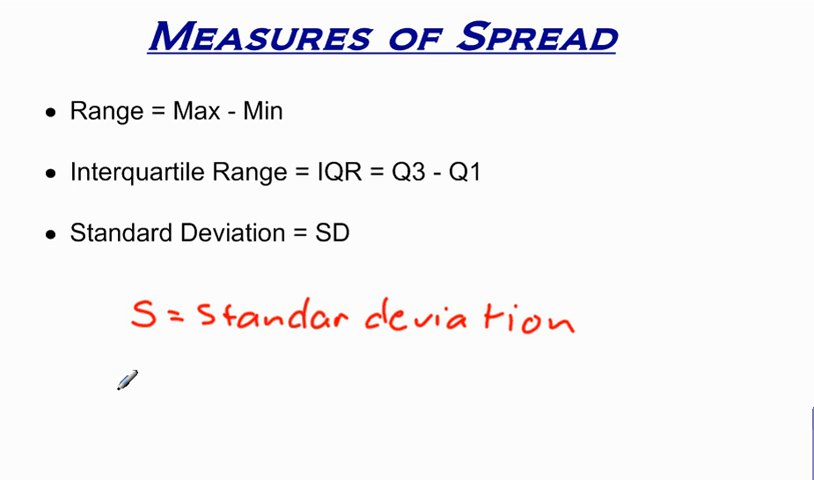 MEASURES OF SPREAD
• Range = Max - Min
• Interquartile Range = IQR = Q3 - Q1
• Standard Deviation = SD
S = Standar deviation